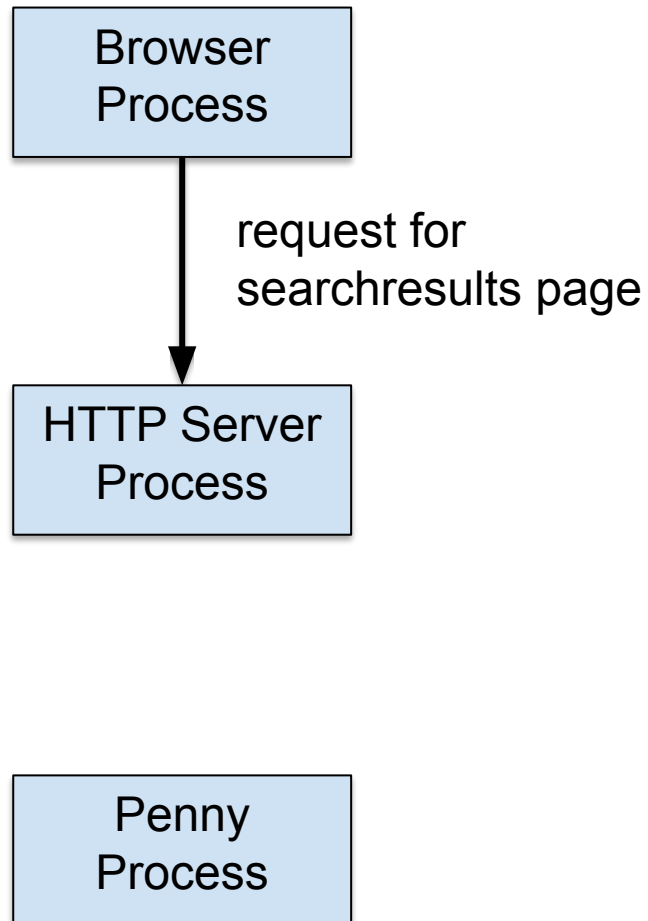 Browser
Process
request for
searchresults page
HTTP Server
Process
Penny
Process